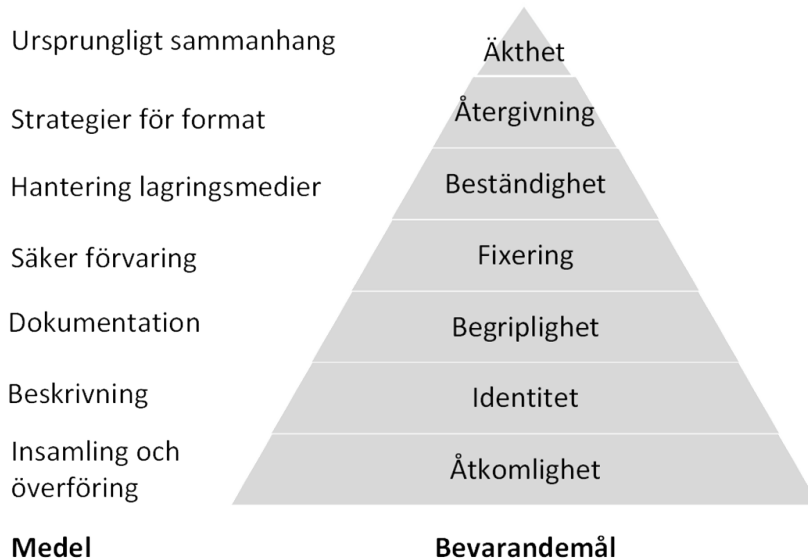 Ursprungligt sammanhang
Äkthet
Strategier för format
Återgivning
Hantering lagringsmedier
Beständighet
Säker förvaring
Fixering
Dokumentation
Begriplighet
Beskrivning
Identitet
Insamling och
överföring
Åtkomlighet
Medel
Bevarandemål